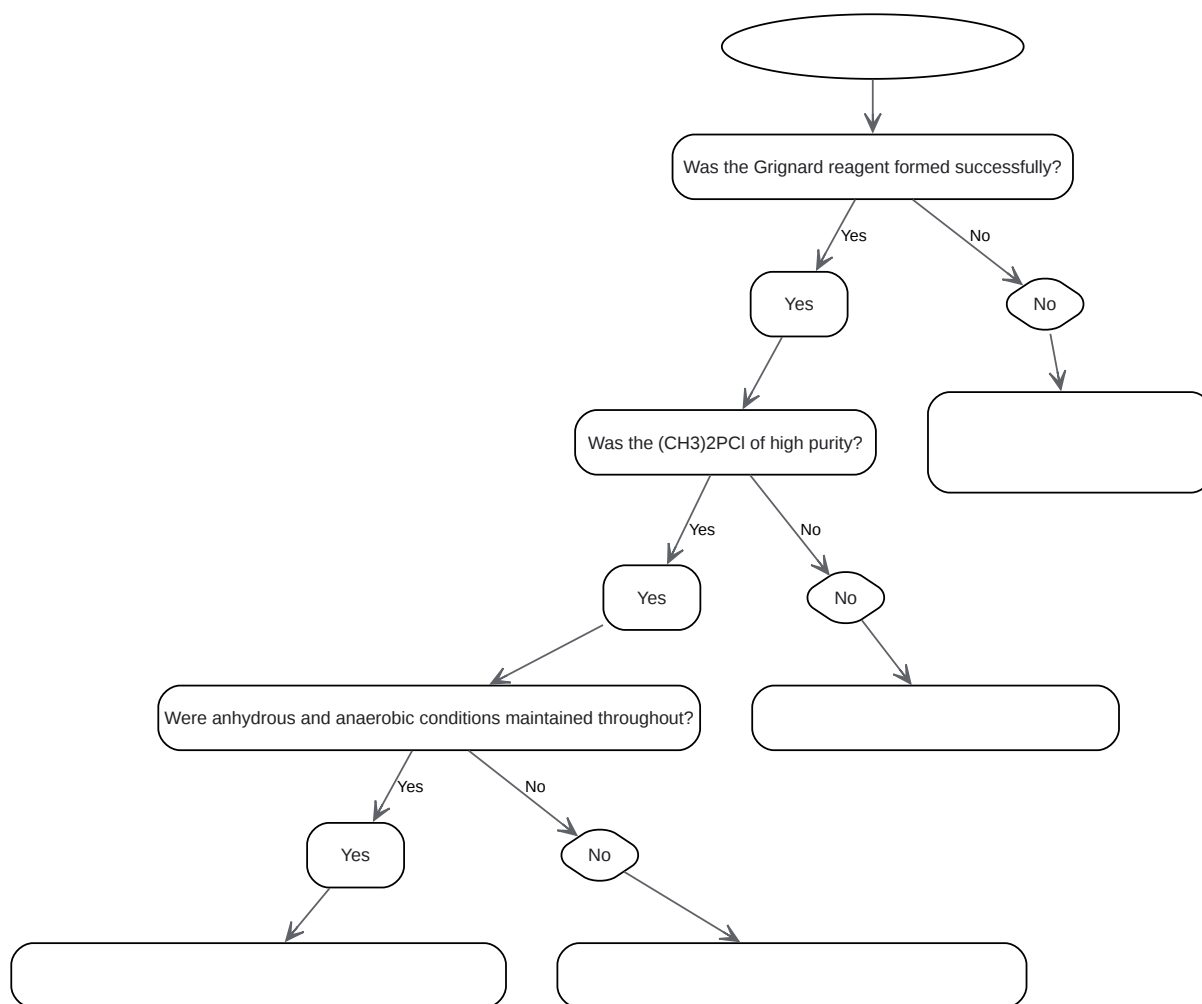 Was the Grignard reagent formed successfully?
Yes
No
Yes
No
Was the (CH3)2PCl of high purity?
Yes
No
Yes
No
Were anhydrous and anaerobic conditions maintained throughout?
Yes
No
Yes
No